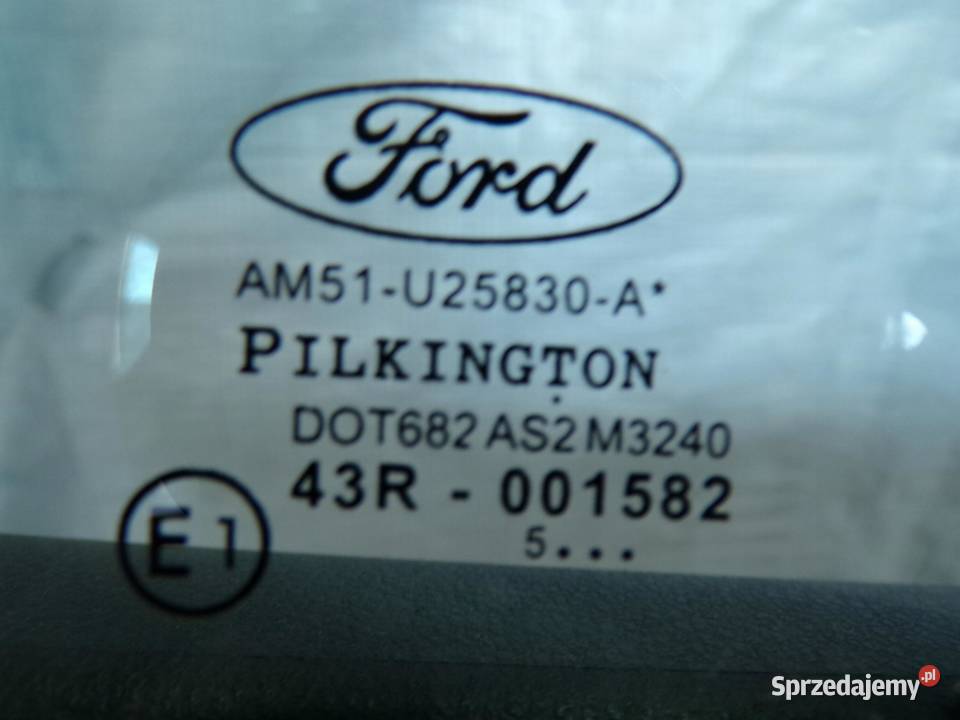 Ford
AM51-U25830-A*
PILKINGTON
DOT682 AS2 M3240
43R - 001582
E1
5...
Sprzedajemy.pl